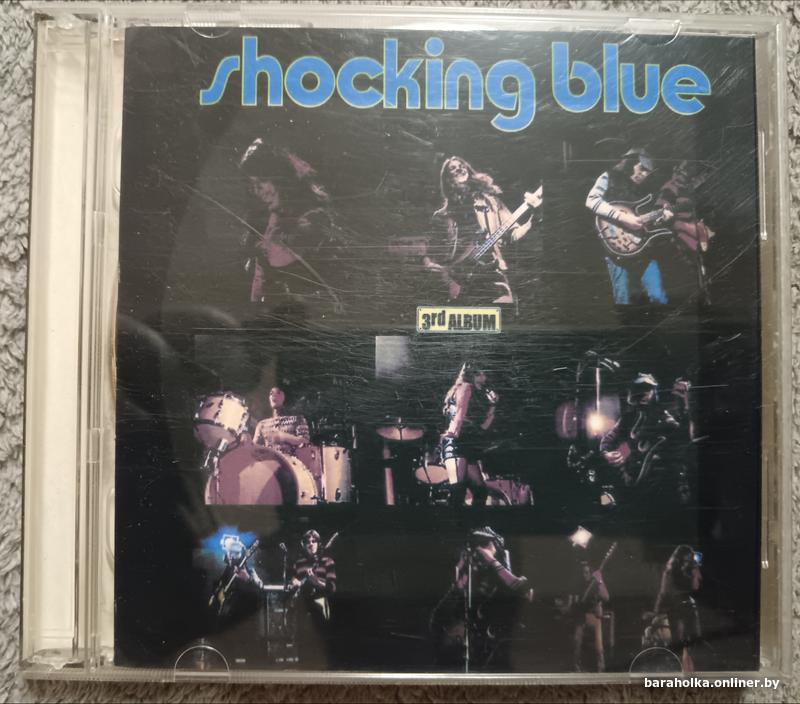 shocking blue
3rd ALBUM
baraholka.onliner.by